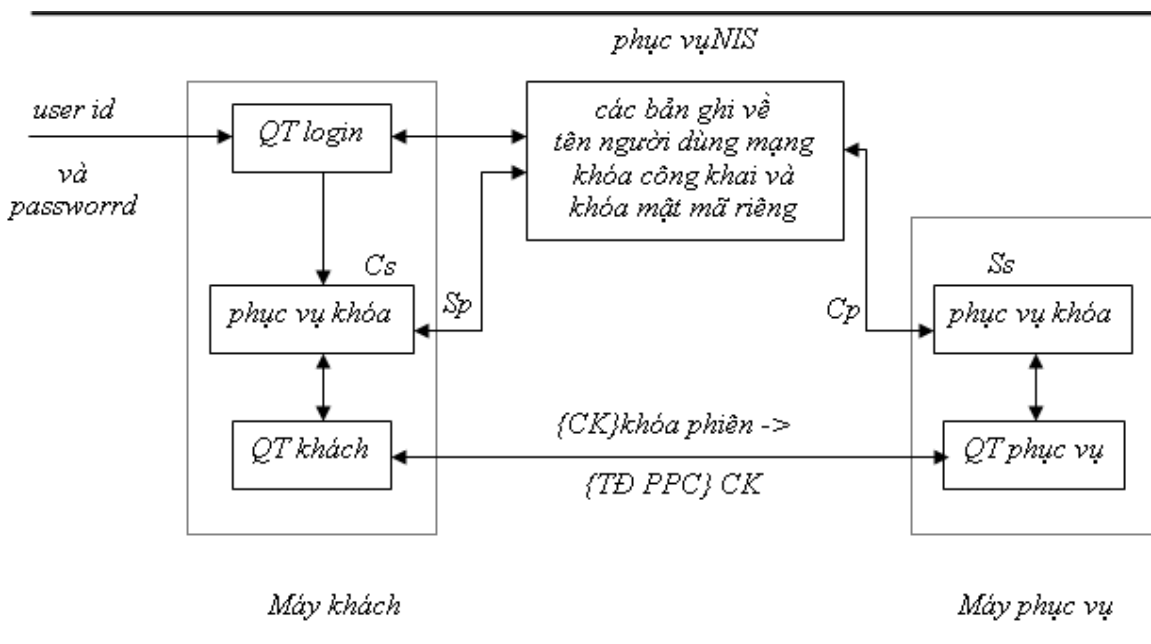 phục vụNIS
user id
và
passworrd
QT login
các bản ghi về
tên người dùng mạng
khóa công khai và
khóa mật mã riêng
Cs
phục vụ khóa
Sp
Cp
Ss
phục vụ khóa
QT khách
{CK}khóa phiên ->
{TĐ PPC} CK
QT phục vụ
Máy khách
Máy phục vụ